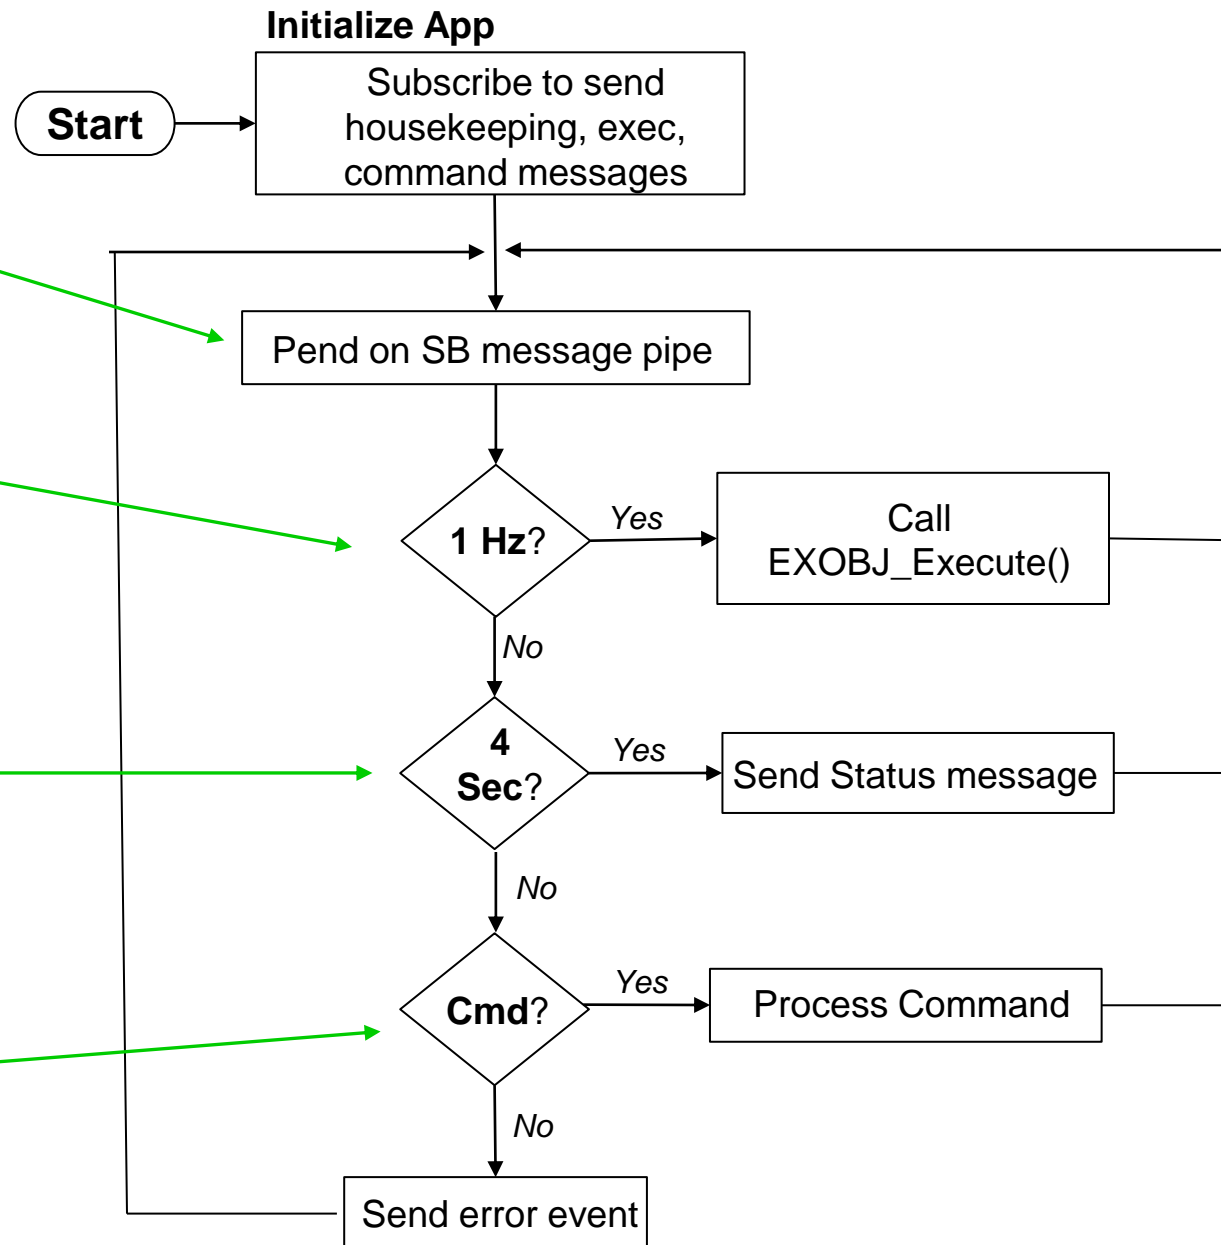 Initialize App
Start
Subscribe to send
housekeeping, exec,
command messages
Pend on SB message pipe
1 Hz?
Yes
Call
EXOBJ_Execute()
No
4
Sec?
Yes
Send Status message
No
Cmd?
Yes
Process Command
No
Send error event